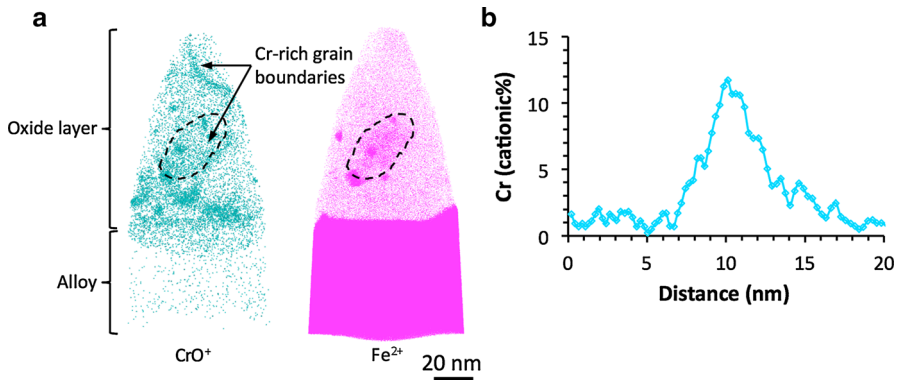 a
Cr-rich grain
boundaries
Oxide layer
Alloy
CrO⁺
Fe²⁺
20 nm
b
15
10
5
0
Cr (cationic%)
0 5 10 15 20
Distance (nm)